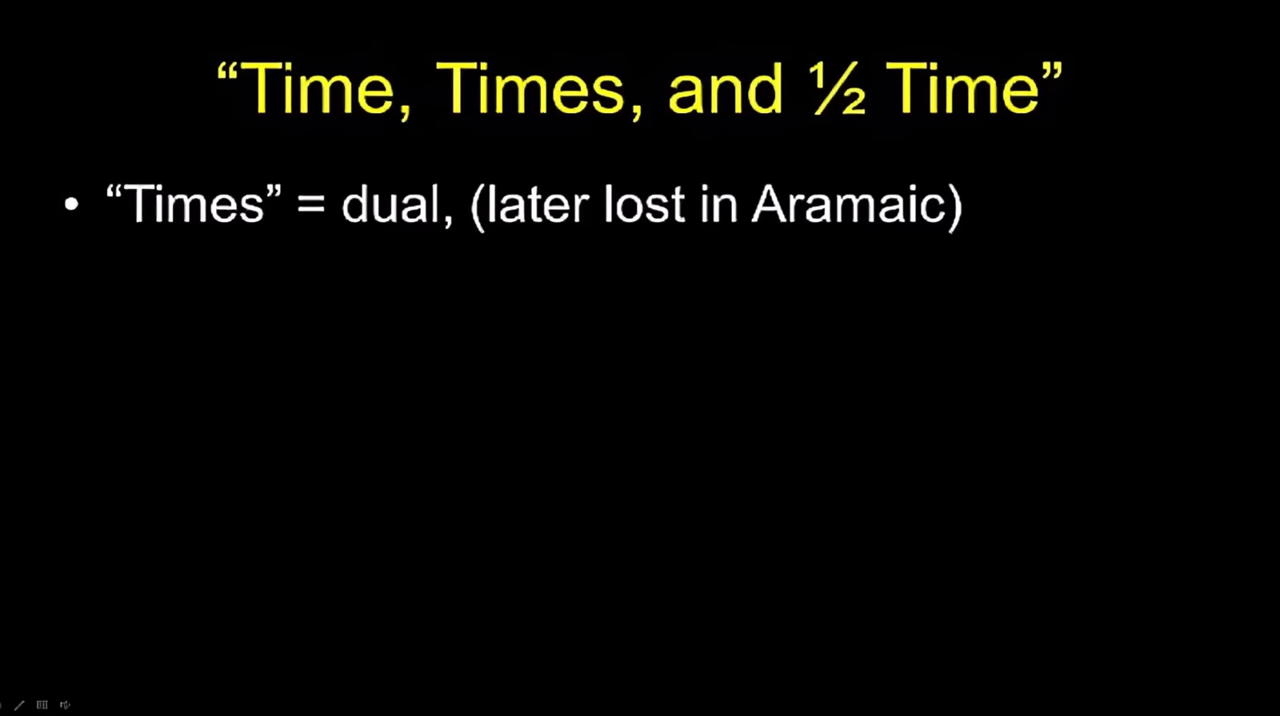 “Time, Times, and ½ Time”
• “Times” = dual, (later lost in Aramaic)